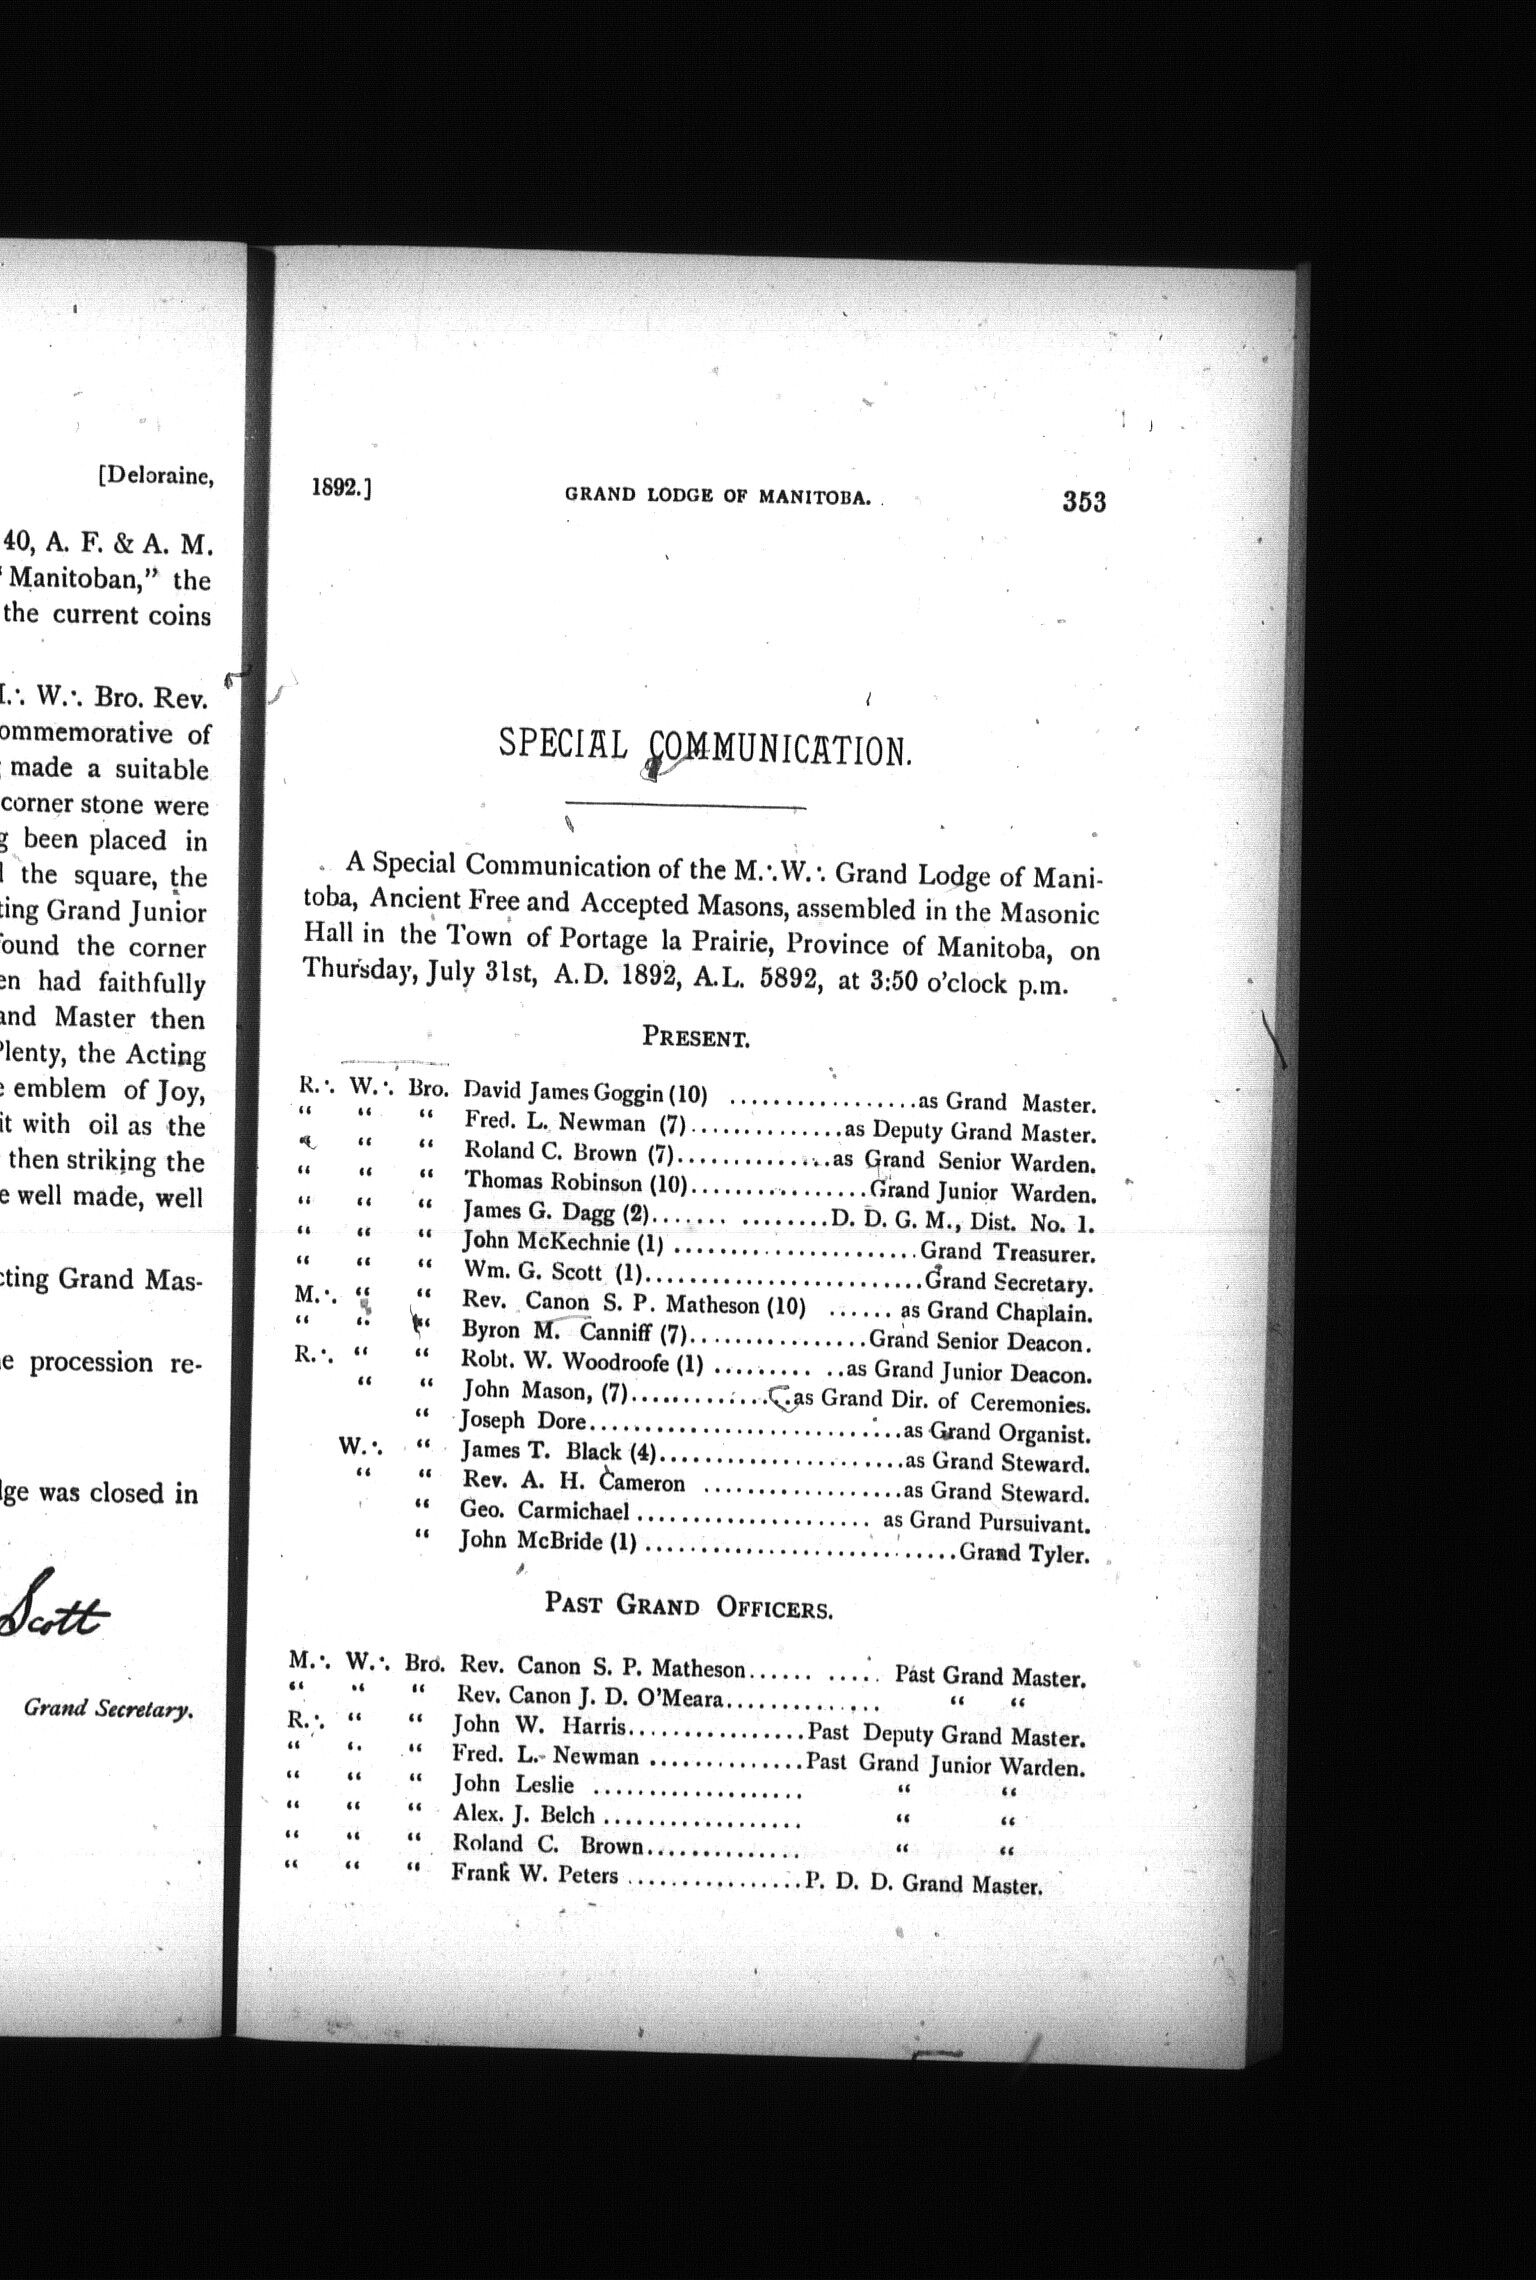 [Deloraine,
40, A. F. & A. M.
"Manitoban," the
the current coins
W.·. Bro. Rev.
made a suitable
corner stone were
been placed in
the square, the
Grand Junior
the corner
had faithfully
Master then
the Acting
emblem of Joy,
it with oil as the
then striking the
well made, well
Grand Mas-
procession re-
was closed in
Scott
Grand Secretary.
1892.] GRAND LODGE OF MANITOBA. 353
SPECIAL COMMUNICATION.
A Special Communication of the M.·.W.·. Grand Lodge of Mani-
toba, Ancient Free and Accepted Masons, assembled in the Masonic
Hall in the Town of Portage la Prairie, Province of Manitoba, on
Thursday, July 31st, A.D. 1892, A.L. 5892, at 3:50 o'clock p.m.
PRESENT.
R.·. W.·. Bro. David James Goggin (10) .................as Grand Master.
" " " Fred. L. Newman (7)..............as Deputy Grand Master.
" " " Roland C. Brown (7)..............as Grand Senior Warden.
" " " Thomas Robinson (10)................Grand Junior Warden.
" " " James G. Dagg (2)....... ........D. D. G. M., Dist. No. 1.
" " " John McKechnie (1) ......................Grand Treasurer.
" " " Wm. G. Scott (1).........................Grand Secretary.
M.·. " " Rev. Canon S. P. Matheson (10) ...... as Grand Chaplain.
" " " Byron M. Canniff (7)................Grand Senior Deacon.
R.·. " " Robt. W. Woodroofe (1) ......... ..as Grand Junior Deacon.
" " John Mason, (7)...............as Grand Dir. of Ceremonies.
" Joseph Dore............................as Grand Organist.
W.·. " James T. Black (4)......................as Grand Steward.
" " Rev. A. H. Cameron ..................as Grand Steward.
" Geo. Carmichael ..................... as Grand Pursuivant.
" John McBride (1) ............................Grand Tyler.
PAST GRAND OFFICERS.
M.·. W.·. Bro. Rev. Canon S. P. Matheson...... ..... Past Grand Master.
" " " Rev. Canon J. D. O'Meara.............. " "
R.·. " " John W. Harris................Past Deputy Grand Master.
" " " Fred. L. Newman ..............Past Grand Junior Warden.
" " " John Leslie ................... " "
" " " Alex. J. Belch .................. " "
" " " Roland C. Brown.............. " "
" " " Frank W. Peters ................P. D. D. Grand Master.